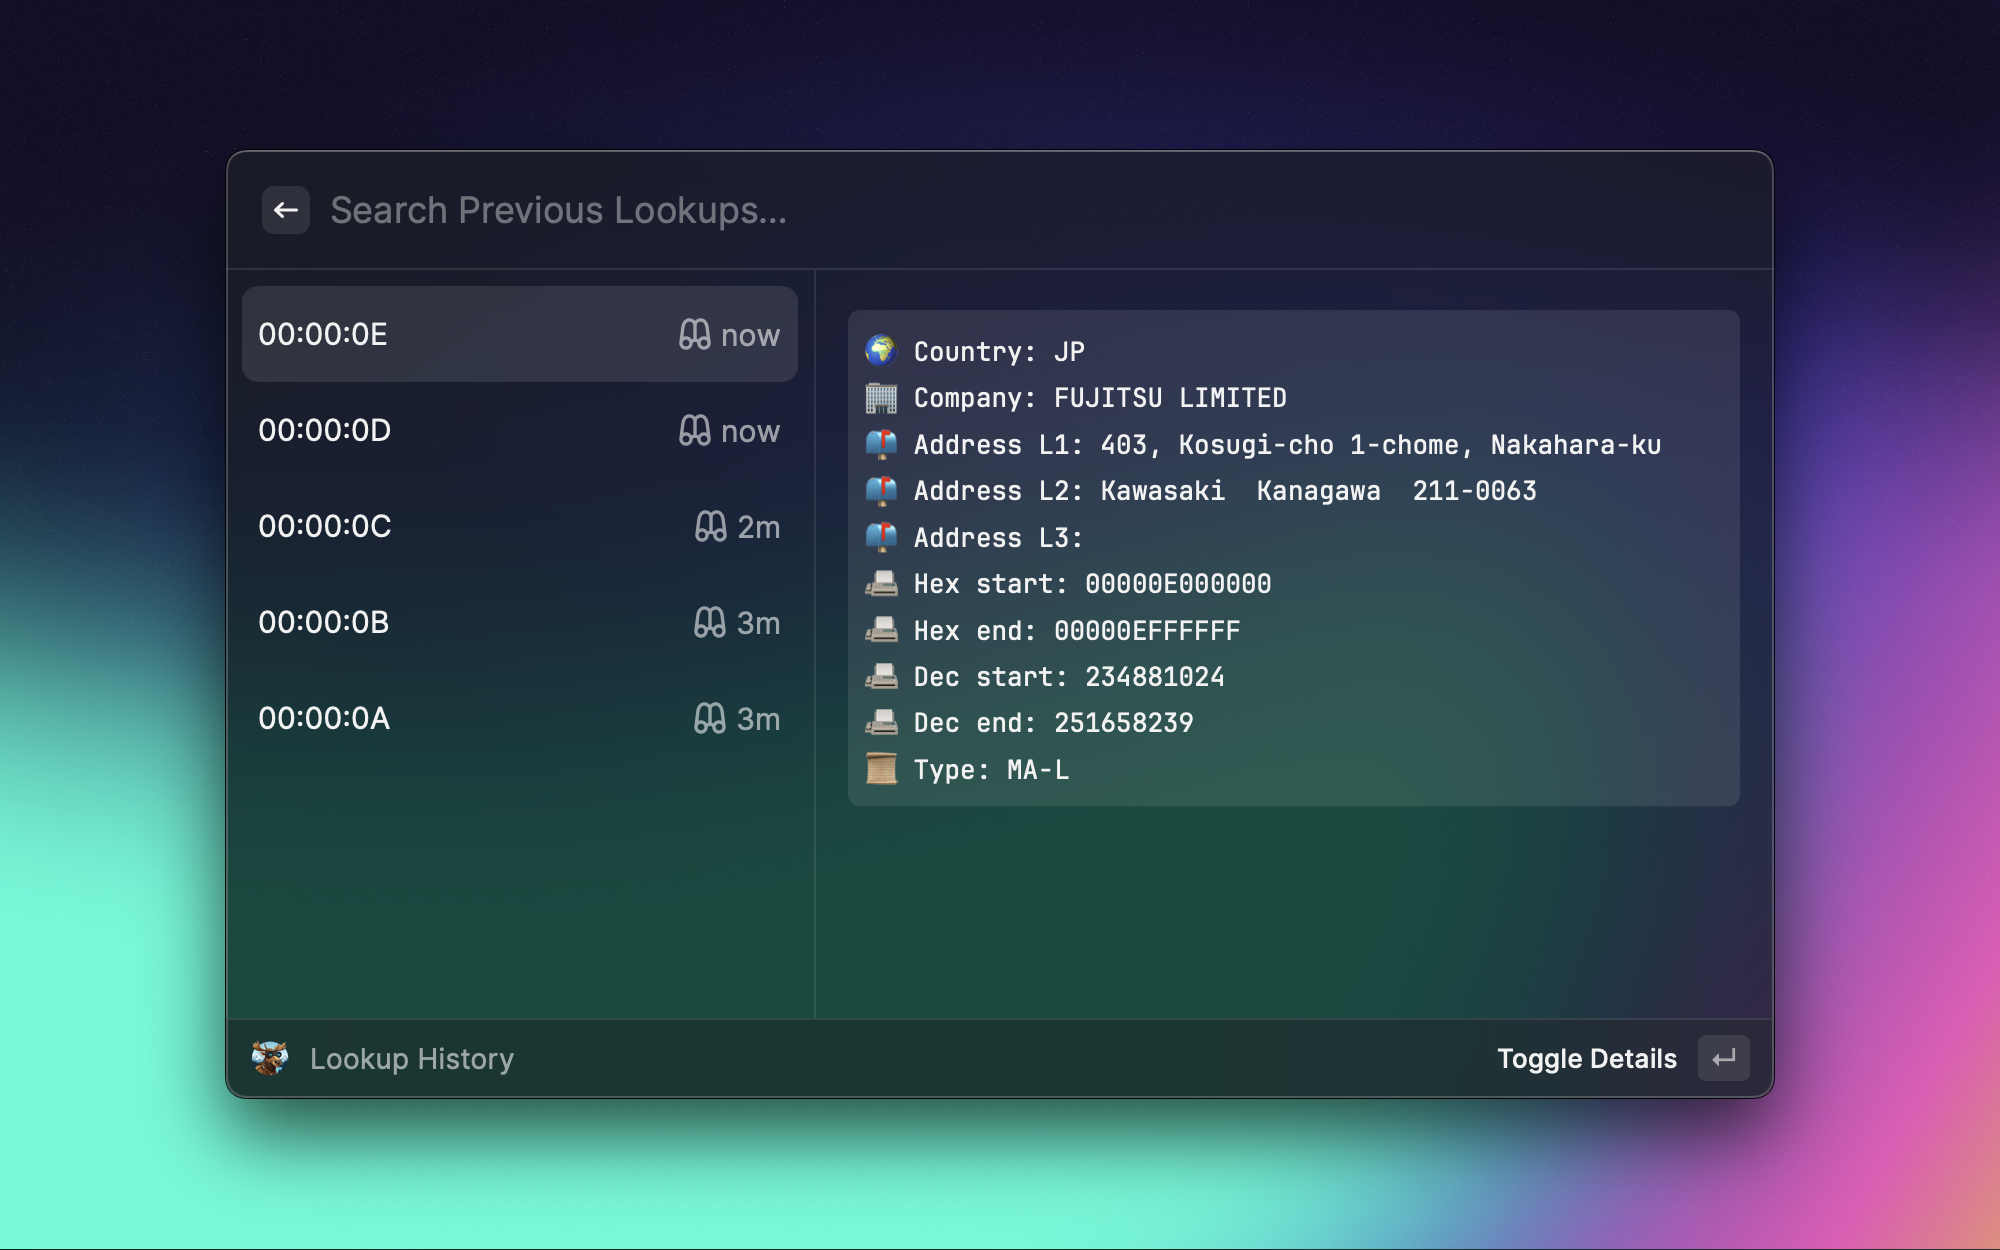 Search Previous Lookups...
00:00:0E now
00:00:0D now
00:00:0C 2m
00:00:0B 3m
00:00:0A 3m
Country: JP
Company: FUJITSU LIMITED
Address L1: 403, Kosugi-cho 1-chome, Nakahara-ku
Address L2: Kawasaki  Kanagawa  211-0063
Address L3:
Hex start: 00000E000000
Hex end: 00000EFFFFFF
Dec start: 234881024
Dec end: 251658239
Type: MA-L
Lookup History
Toggle Details